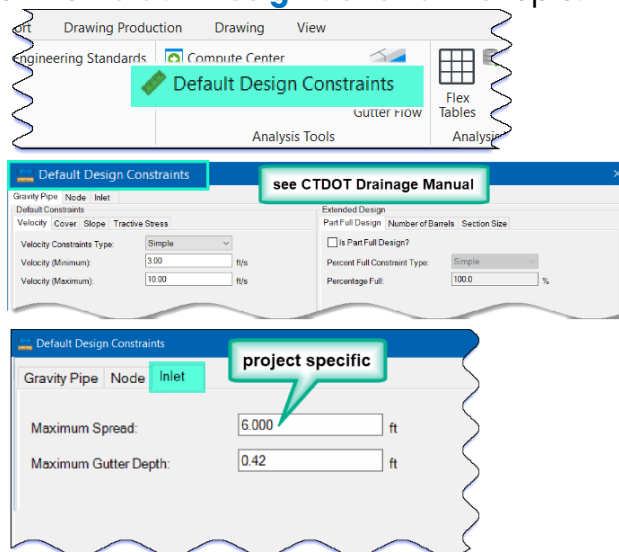 Design
ort Drawing Production Drawing View
ngineering Standards Compute Center
Default Design Constraints
Gutter Flow
Flex
Tables
Analysis Tools
Analysis
Default Design Constraints
see CTDOT Drainage Manual
Gravity Pipe Node Inlet
Default Constraints Extended Design
Velocity Cover Slope Tractive Stress Part Full Design Number of Barrels Section Size
Velocity Constraints Type: Simple Is Part Full Design?
Velocity (Minimum): 3.00 ft/s Percent Full Constraint Type: Simple
Velocity (Maximum): 10.00 ft/s Percentage Full: 100.0 %
Default Design Constraints
project specific
Gravity Pipe Node Inlet
Maximum Spread: 6.000 ft
Maximum Gutter Depth: 0.42 ft